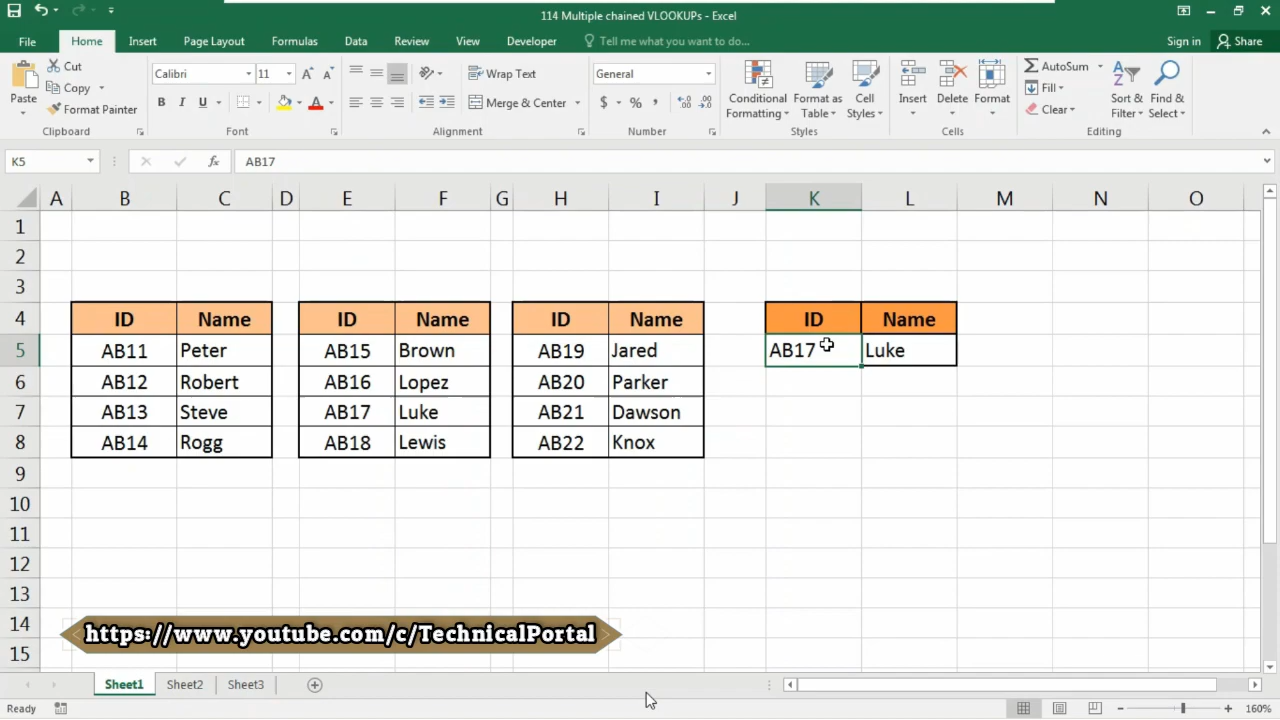 114 Multiple chained VLOOKUPs - Excel
File Home Insert Page Layout Formulas Data Review View Developer Tell me what you want to do... Sign in Share
Paste Cut Copy Format Painter
Clipboard
Calibri 11
B I U
Font
Wrap Text
Merge & Center
Alignment
General
$ % ,
Number
Conditional Formatting Format as Table Cell Styles
Styles
Insert Delete Format
Cells
AutoSum
Fill
Clear
Sort & Filter Find & Select
Editing
K5 fx AB17
A B C D E F G H I J K L M N O
1
2
3
4 ID Name ID Name ID Name ID Name
5 AB11 Peter AB15 Brown AB19 Jared AB17 Luke
6 AB12 Robert AB16 Lopez AB20 Parker
7 AB13 Steve AB17 Luke AB21 Dawson
8 AB14 Rogg AB18 Lewis AB22 Knox
9
10
11
12
13
14
https://www.youtube.com/c/TechnicalPortal
15
Sheet1 Sheet2 Sheet3
Ready 160%